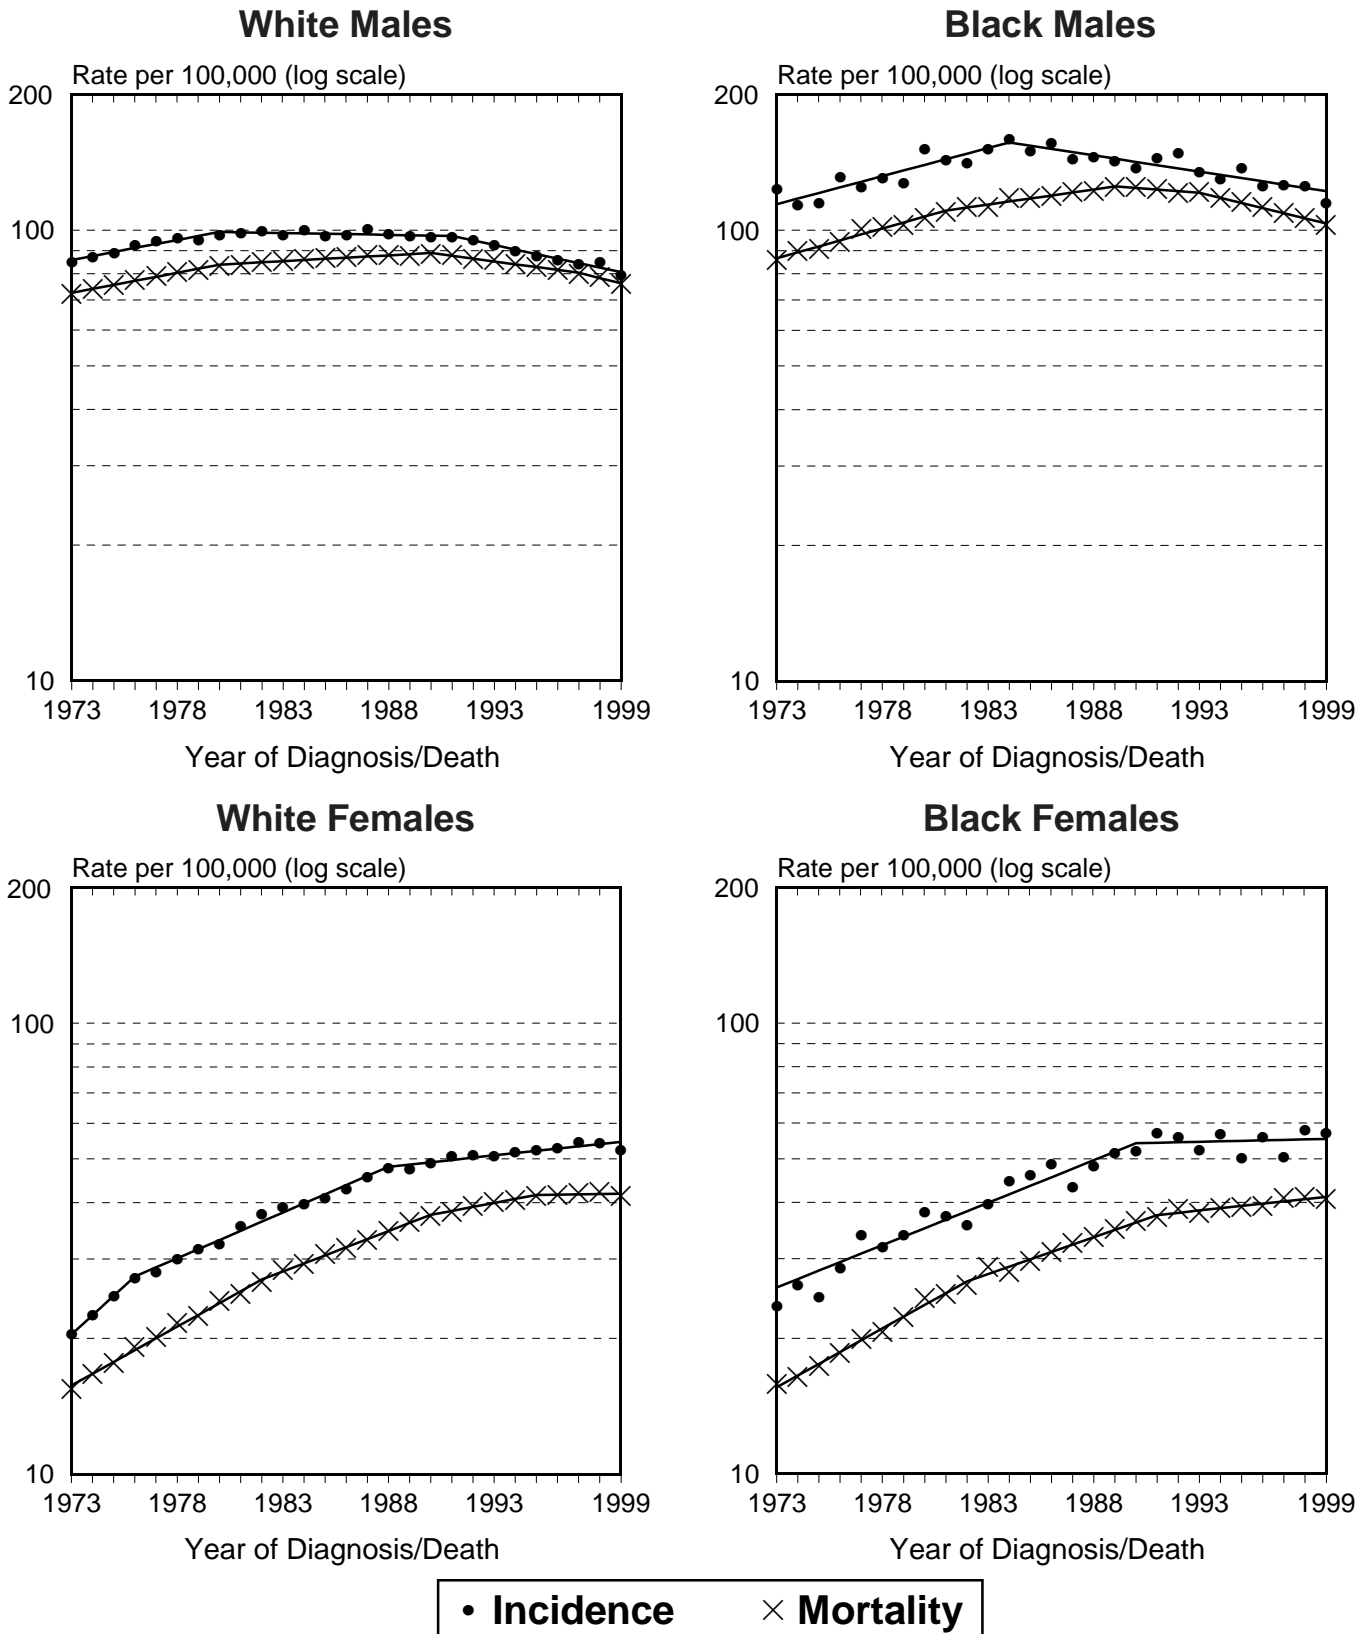 White Males
Black Males
Rate per 100,000 (log scale)
Rate per 100,000 (log scale)
200
100
10
200
100
10
1973 1978 1983 1988 1993 1999
1973 1978 1983 1988 1993 1999
Year of Diagnosis/Death
Year of Diagnosis/Death
White Females
Black Females
Rate per 100,000 (log scale)
Rate per 100,000 (log scale)
200
100
10
200
100
10
1973 1978 1983 1988 1993 1999
1973 1978 1983 1988 1993 1999
Year of Diagnosis/Death
Year of Diagnosis/Death
Incidence Mortality